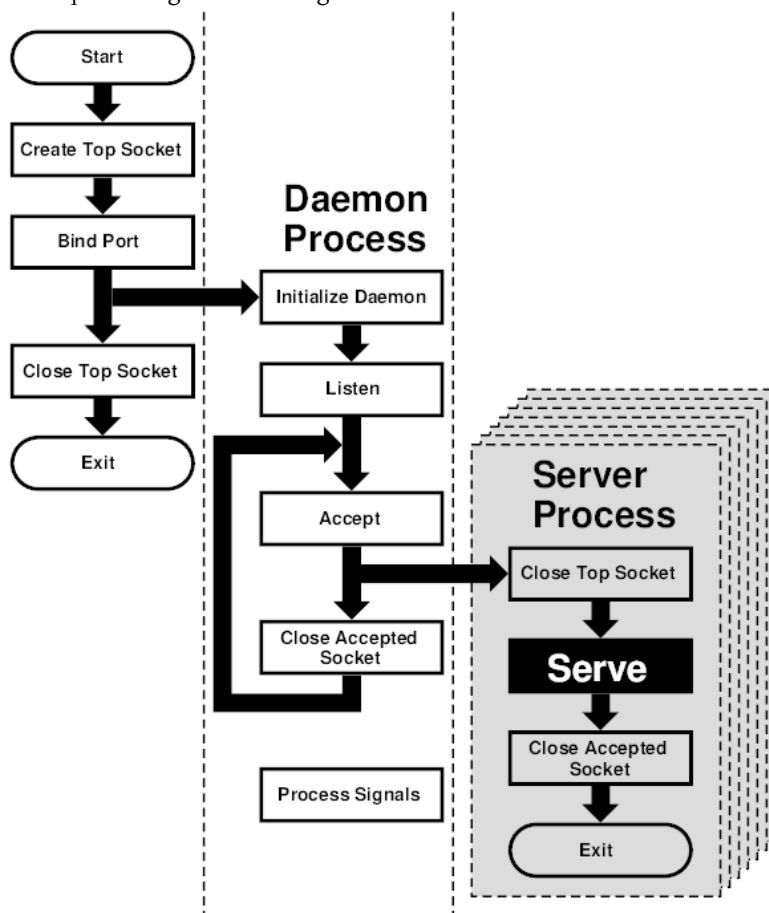 Start
Create Top Socket
Bind Port
Close Top Socket
Exit
Daemon
Process
Initialize Daemon
Listen
Accept
Close Accepted
Socket
Process Signals
Server
Process
Close Top Socket
Serve
Close Accepted
Socket
Exit